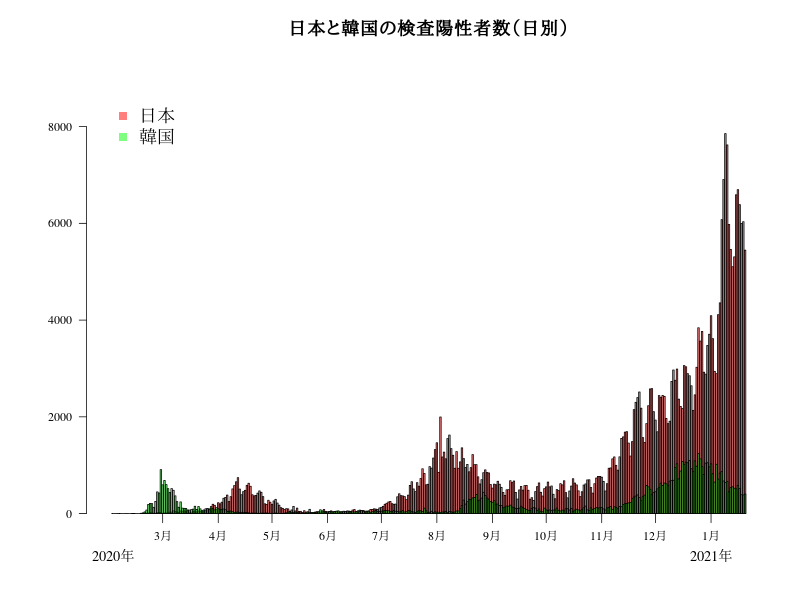 日本と韓国の検査陽性者数（日別）
日本
韓国
8000
6000
4000
2000
0
3月 4月 5月 6月 7月 8月 9月 10月 11月 12月 1月
2020年 2021年